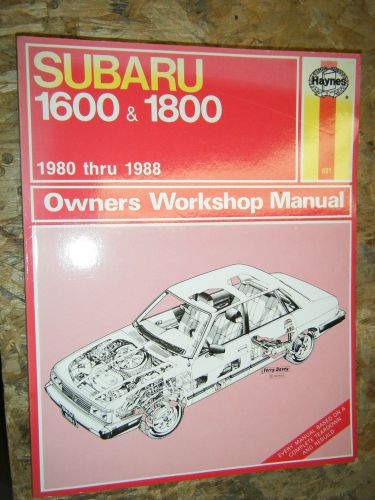 SUBARU
1600 & 1800
Haynes
®
1980 thru 1988
Owners Workshop Manual
Terry Davey
EVERY MANUAL BASED ON A
COMPLETE TEARDOWN
AND REBUILD